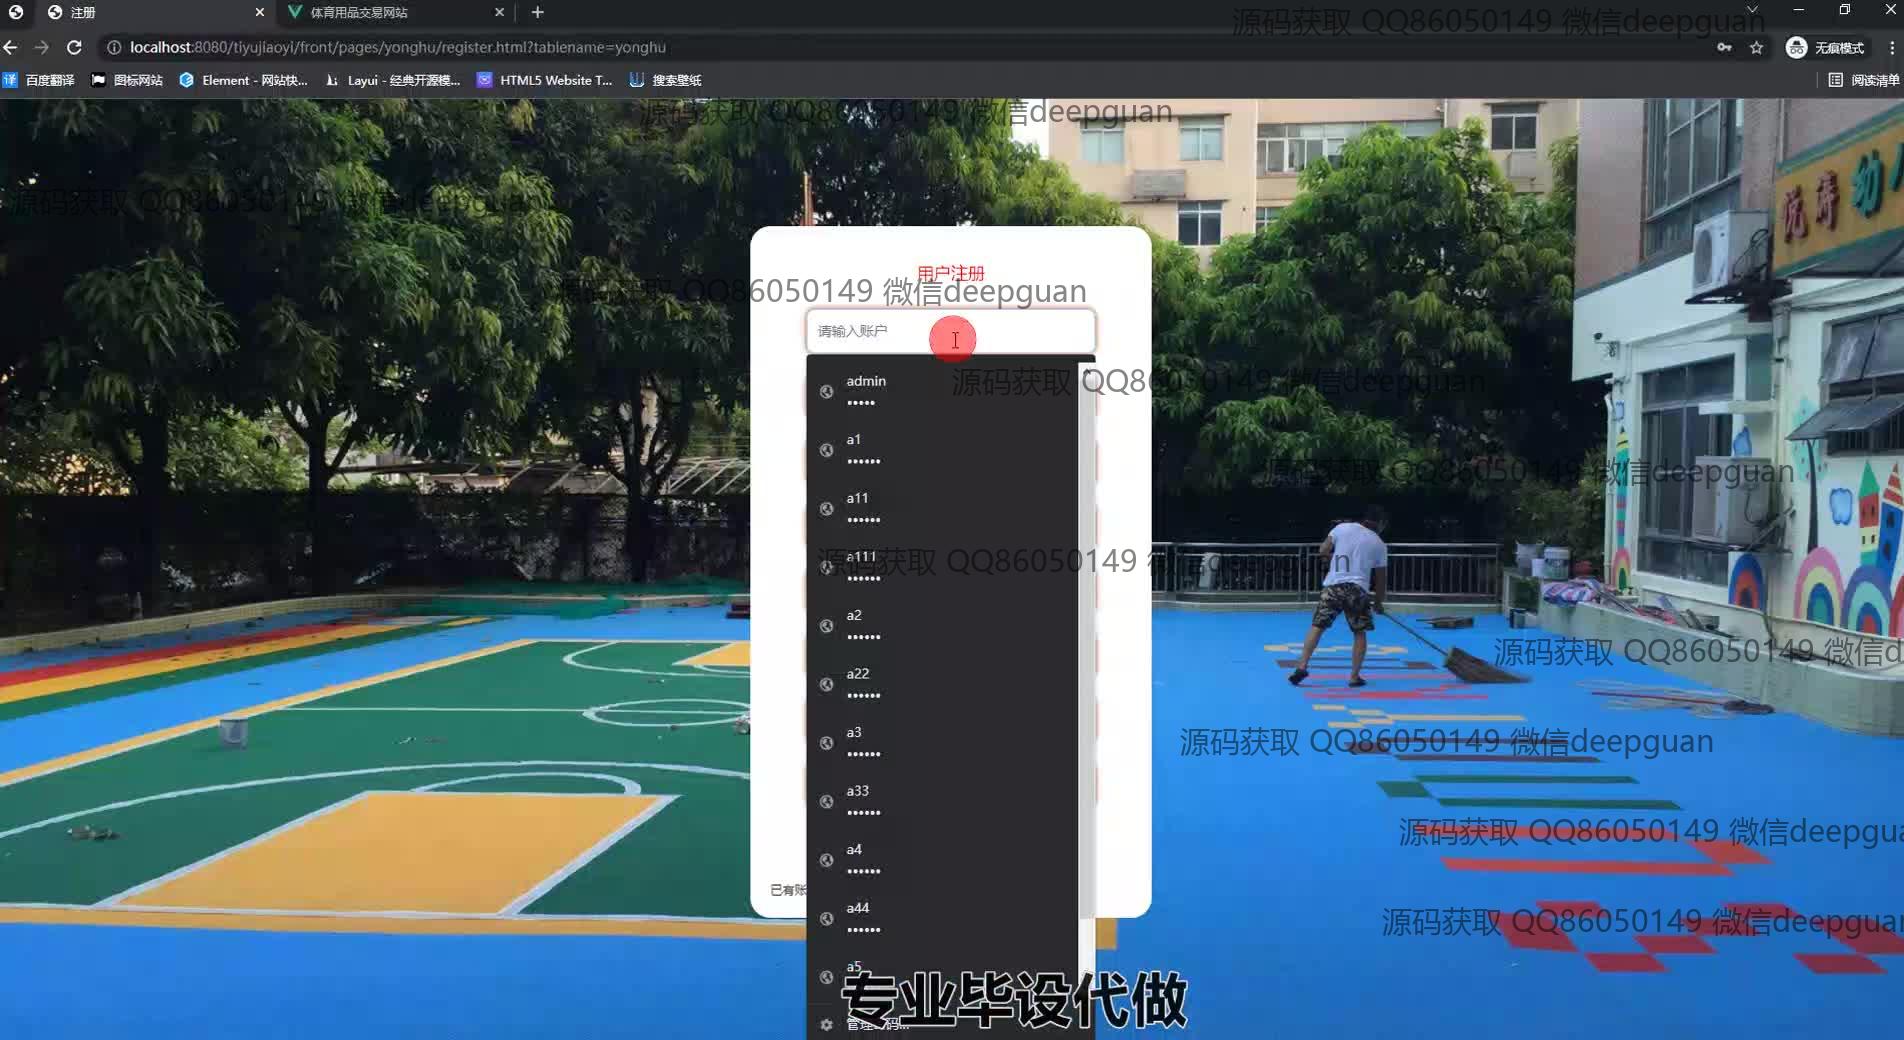 注册
体育用品交易网站
源码获取 QQ86050149 微信deepguan
localhost:8080/tiyujiaoyi/front/pages/yonghu/register.html?tablename=yonghu
无痕模式
译 百度翻译
图标网站
Element - 网站快...
Layui - 经典开源模...
HTML5 Website T...
搜索壁纸
阅读清单
源码获取 QQ86050149 微信deepguan
源码获取 QQ86050149 微信deepguan
用户注册
源码获取 QQ86050149 微信deepguan
请输入账户
admin
•••••
源码获取 QQ86050149 微信deepguan
a1
••••••
源码获取 QQ86050149 微信deepguan
a11
••••••
a111
••••••
源码获取 QQ86050149 微信deepguan
a2
••••••
源码获取 QQ86050149 微信d
a22
••••••
a3
••••••
源码获取 QQ86050149 微信deepguan
a33
••••••
源码获取 QQ86050149 微信deepgua
a4
••••••
已有账
a44
••••••
源码获取 QQ86050149 微信deepguan
a5
专业毕设代做